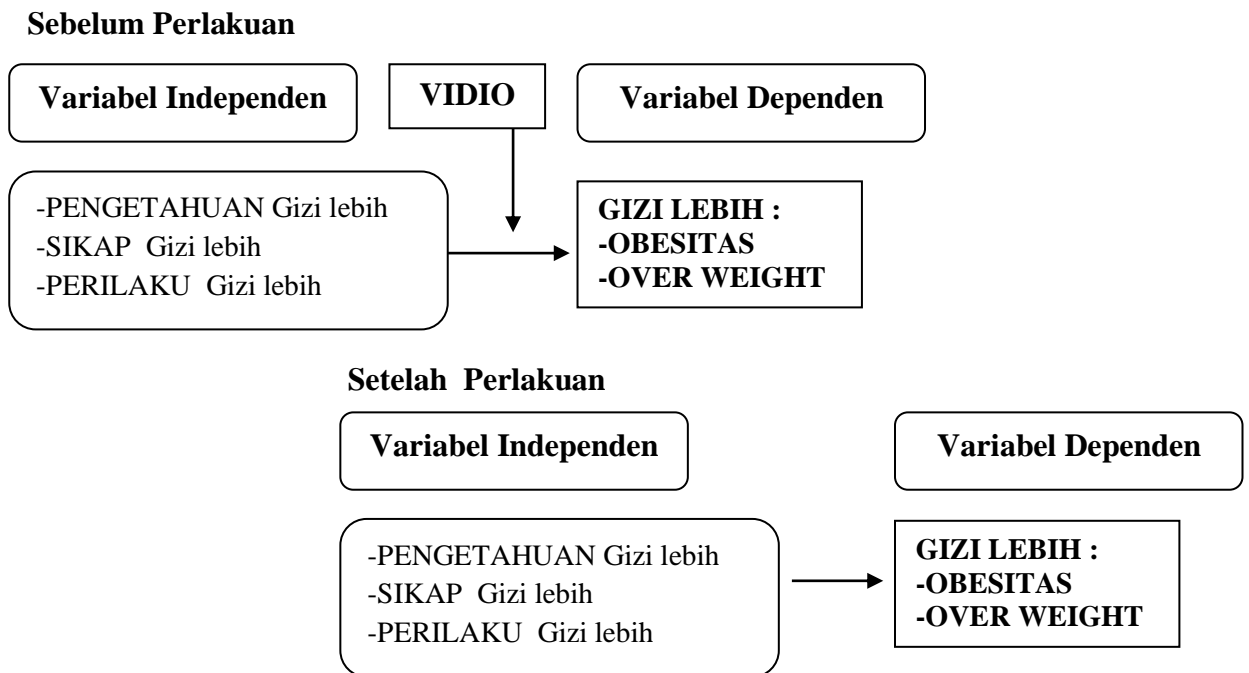 Sebelum Perlakuan
Variabel Independen
VIDIO
Variabel Dependen
-PENGETAHUAN Gizi lebih
-SIKAP Gizi lebih
-PERILAKU Gizi lebih
GIZI LEBIH :
-OBESITAS
-OVER WEIGHT
Setelah Perlakuan
Variabel Independen
Variabel Dependen
-PENGETAHUAN Gizi lebih
-SIKAP Gizi lebih
-PERILAKU Gizi lebih
GIZI LEBIH :
-OBESITAS
-OVER WEIGHT